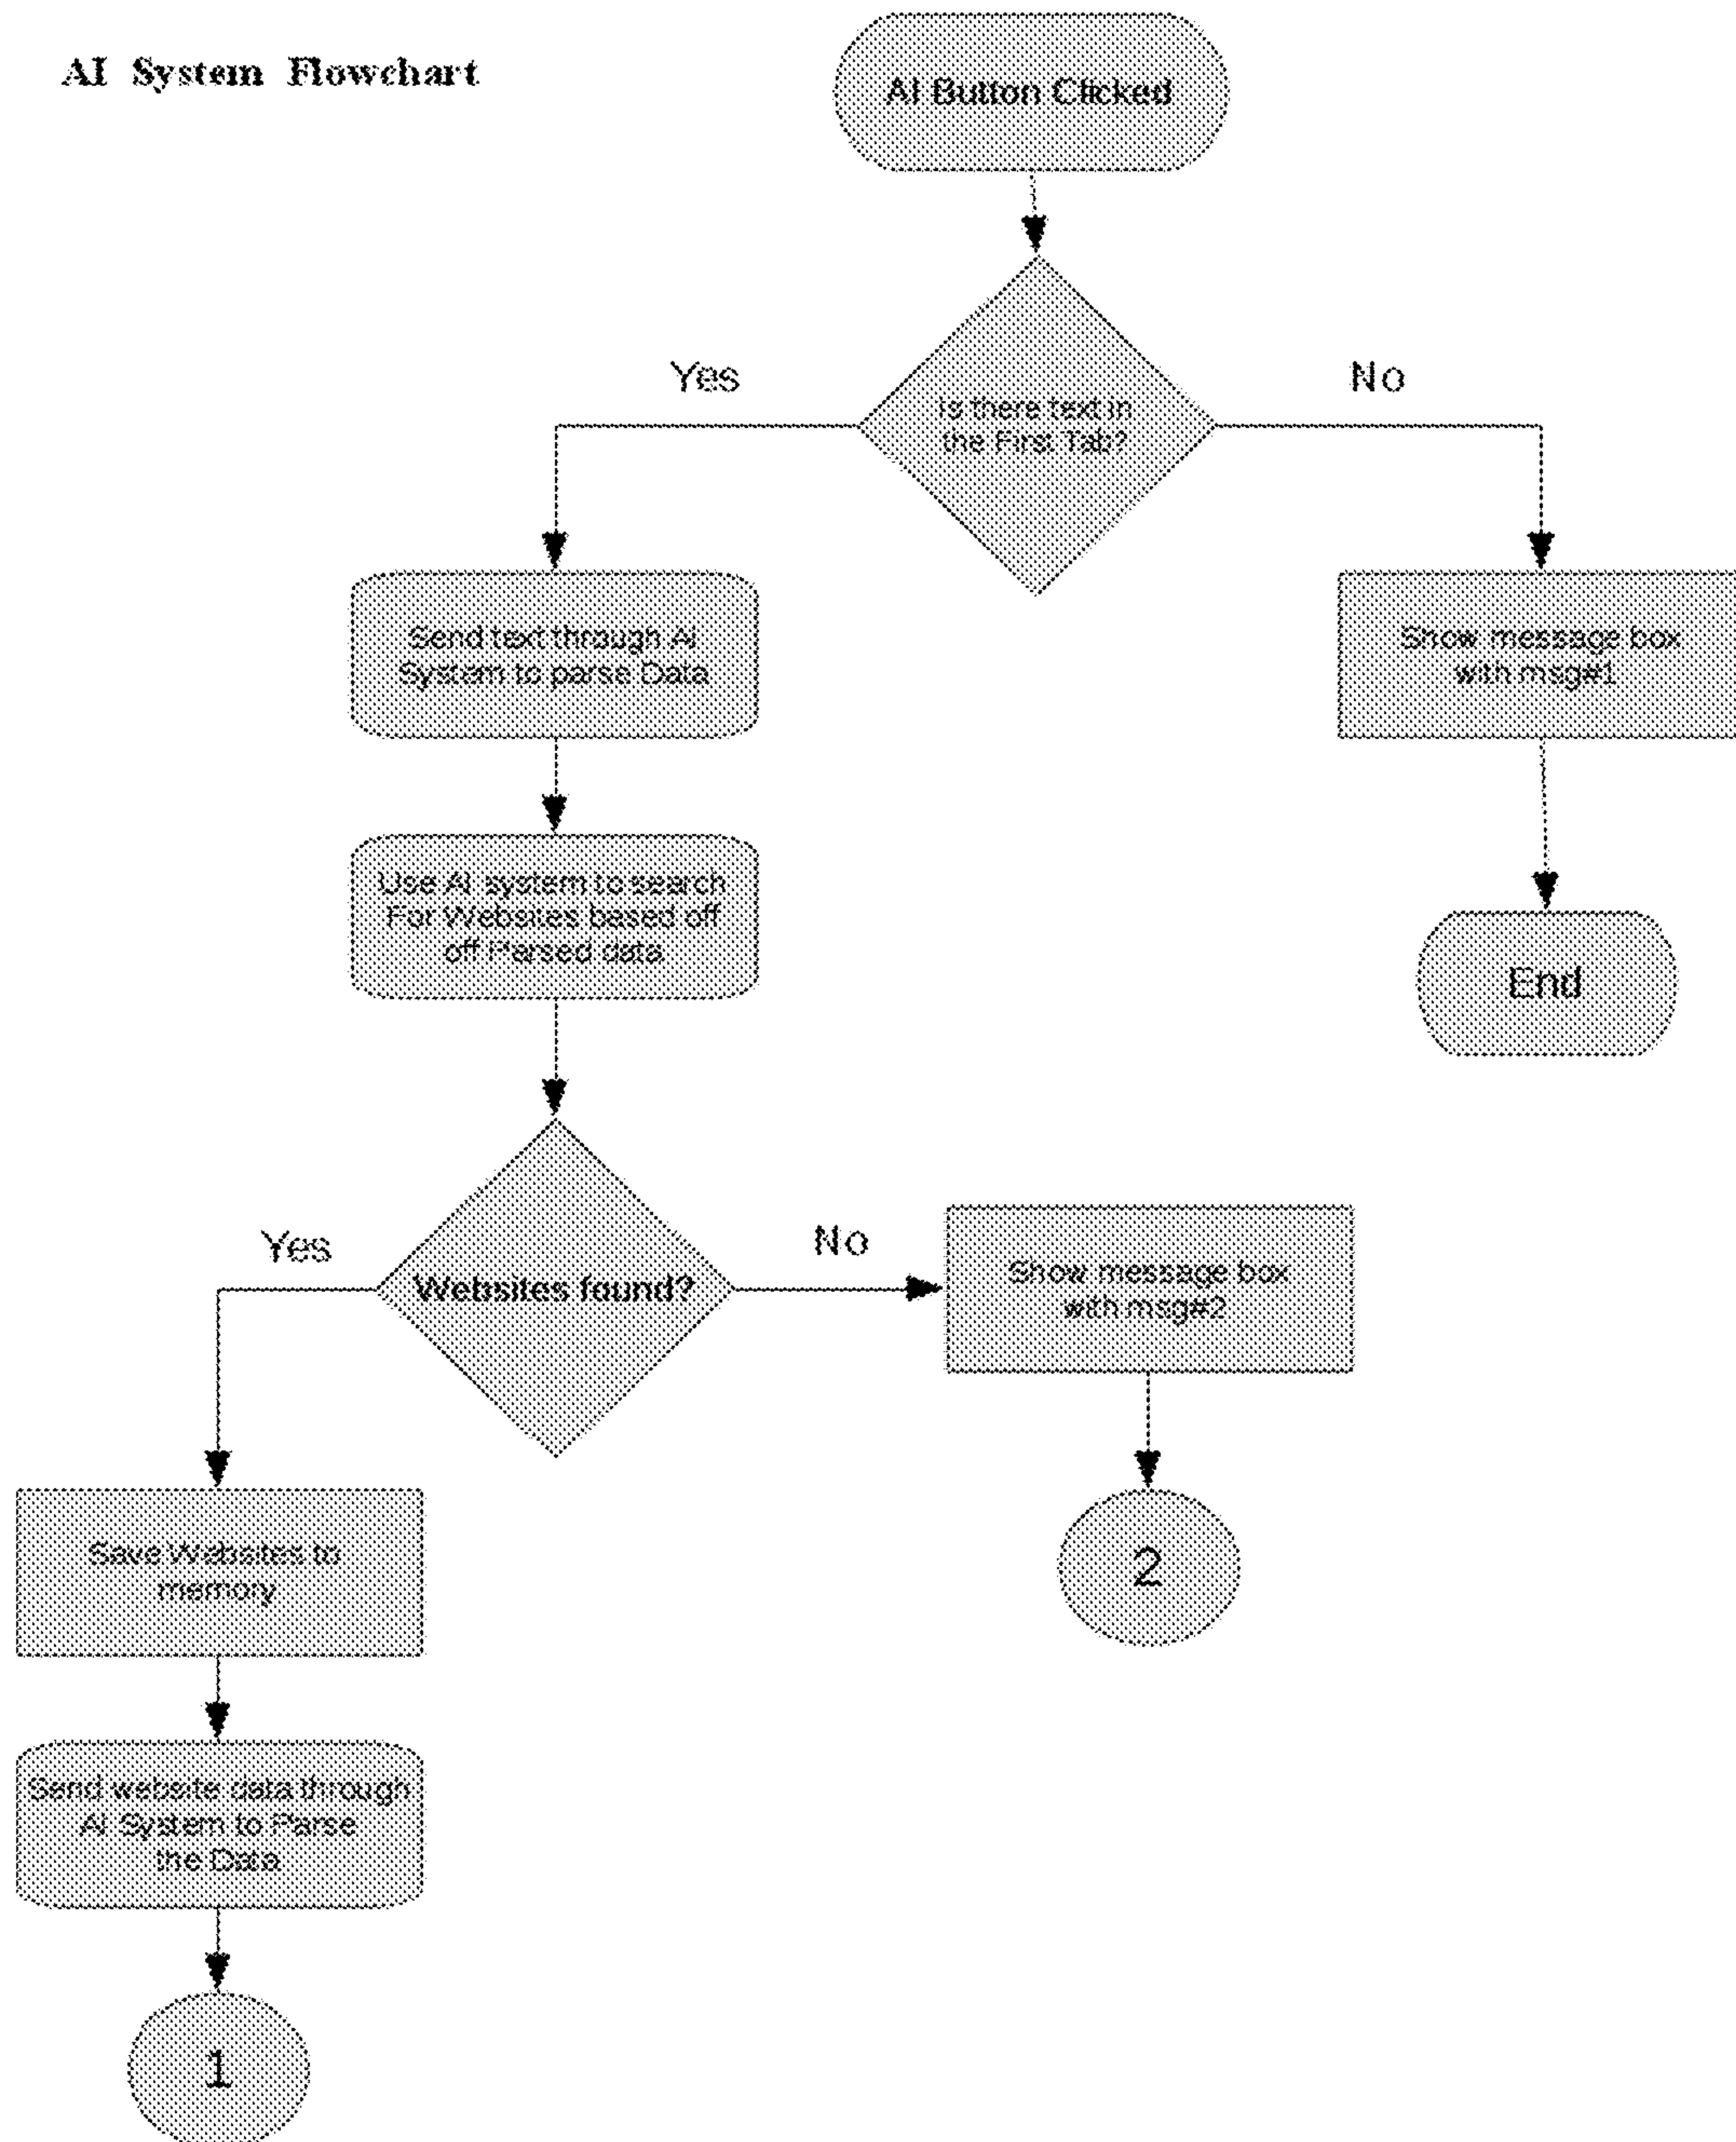 AI System Flowchart
AI Button Clicked
Yes
No
Is there text in
the First Tab?
Send text through AI
System to parse Data
Show message box
with msg#1
Use AI system to search
For Websites based off
off Parsed data
End
Yes
No
Websites found?
Show message box
with msg#2
Save Websites to
memory
2
Send website data through
AI System to Parse
the Data
1